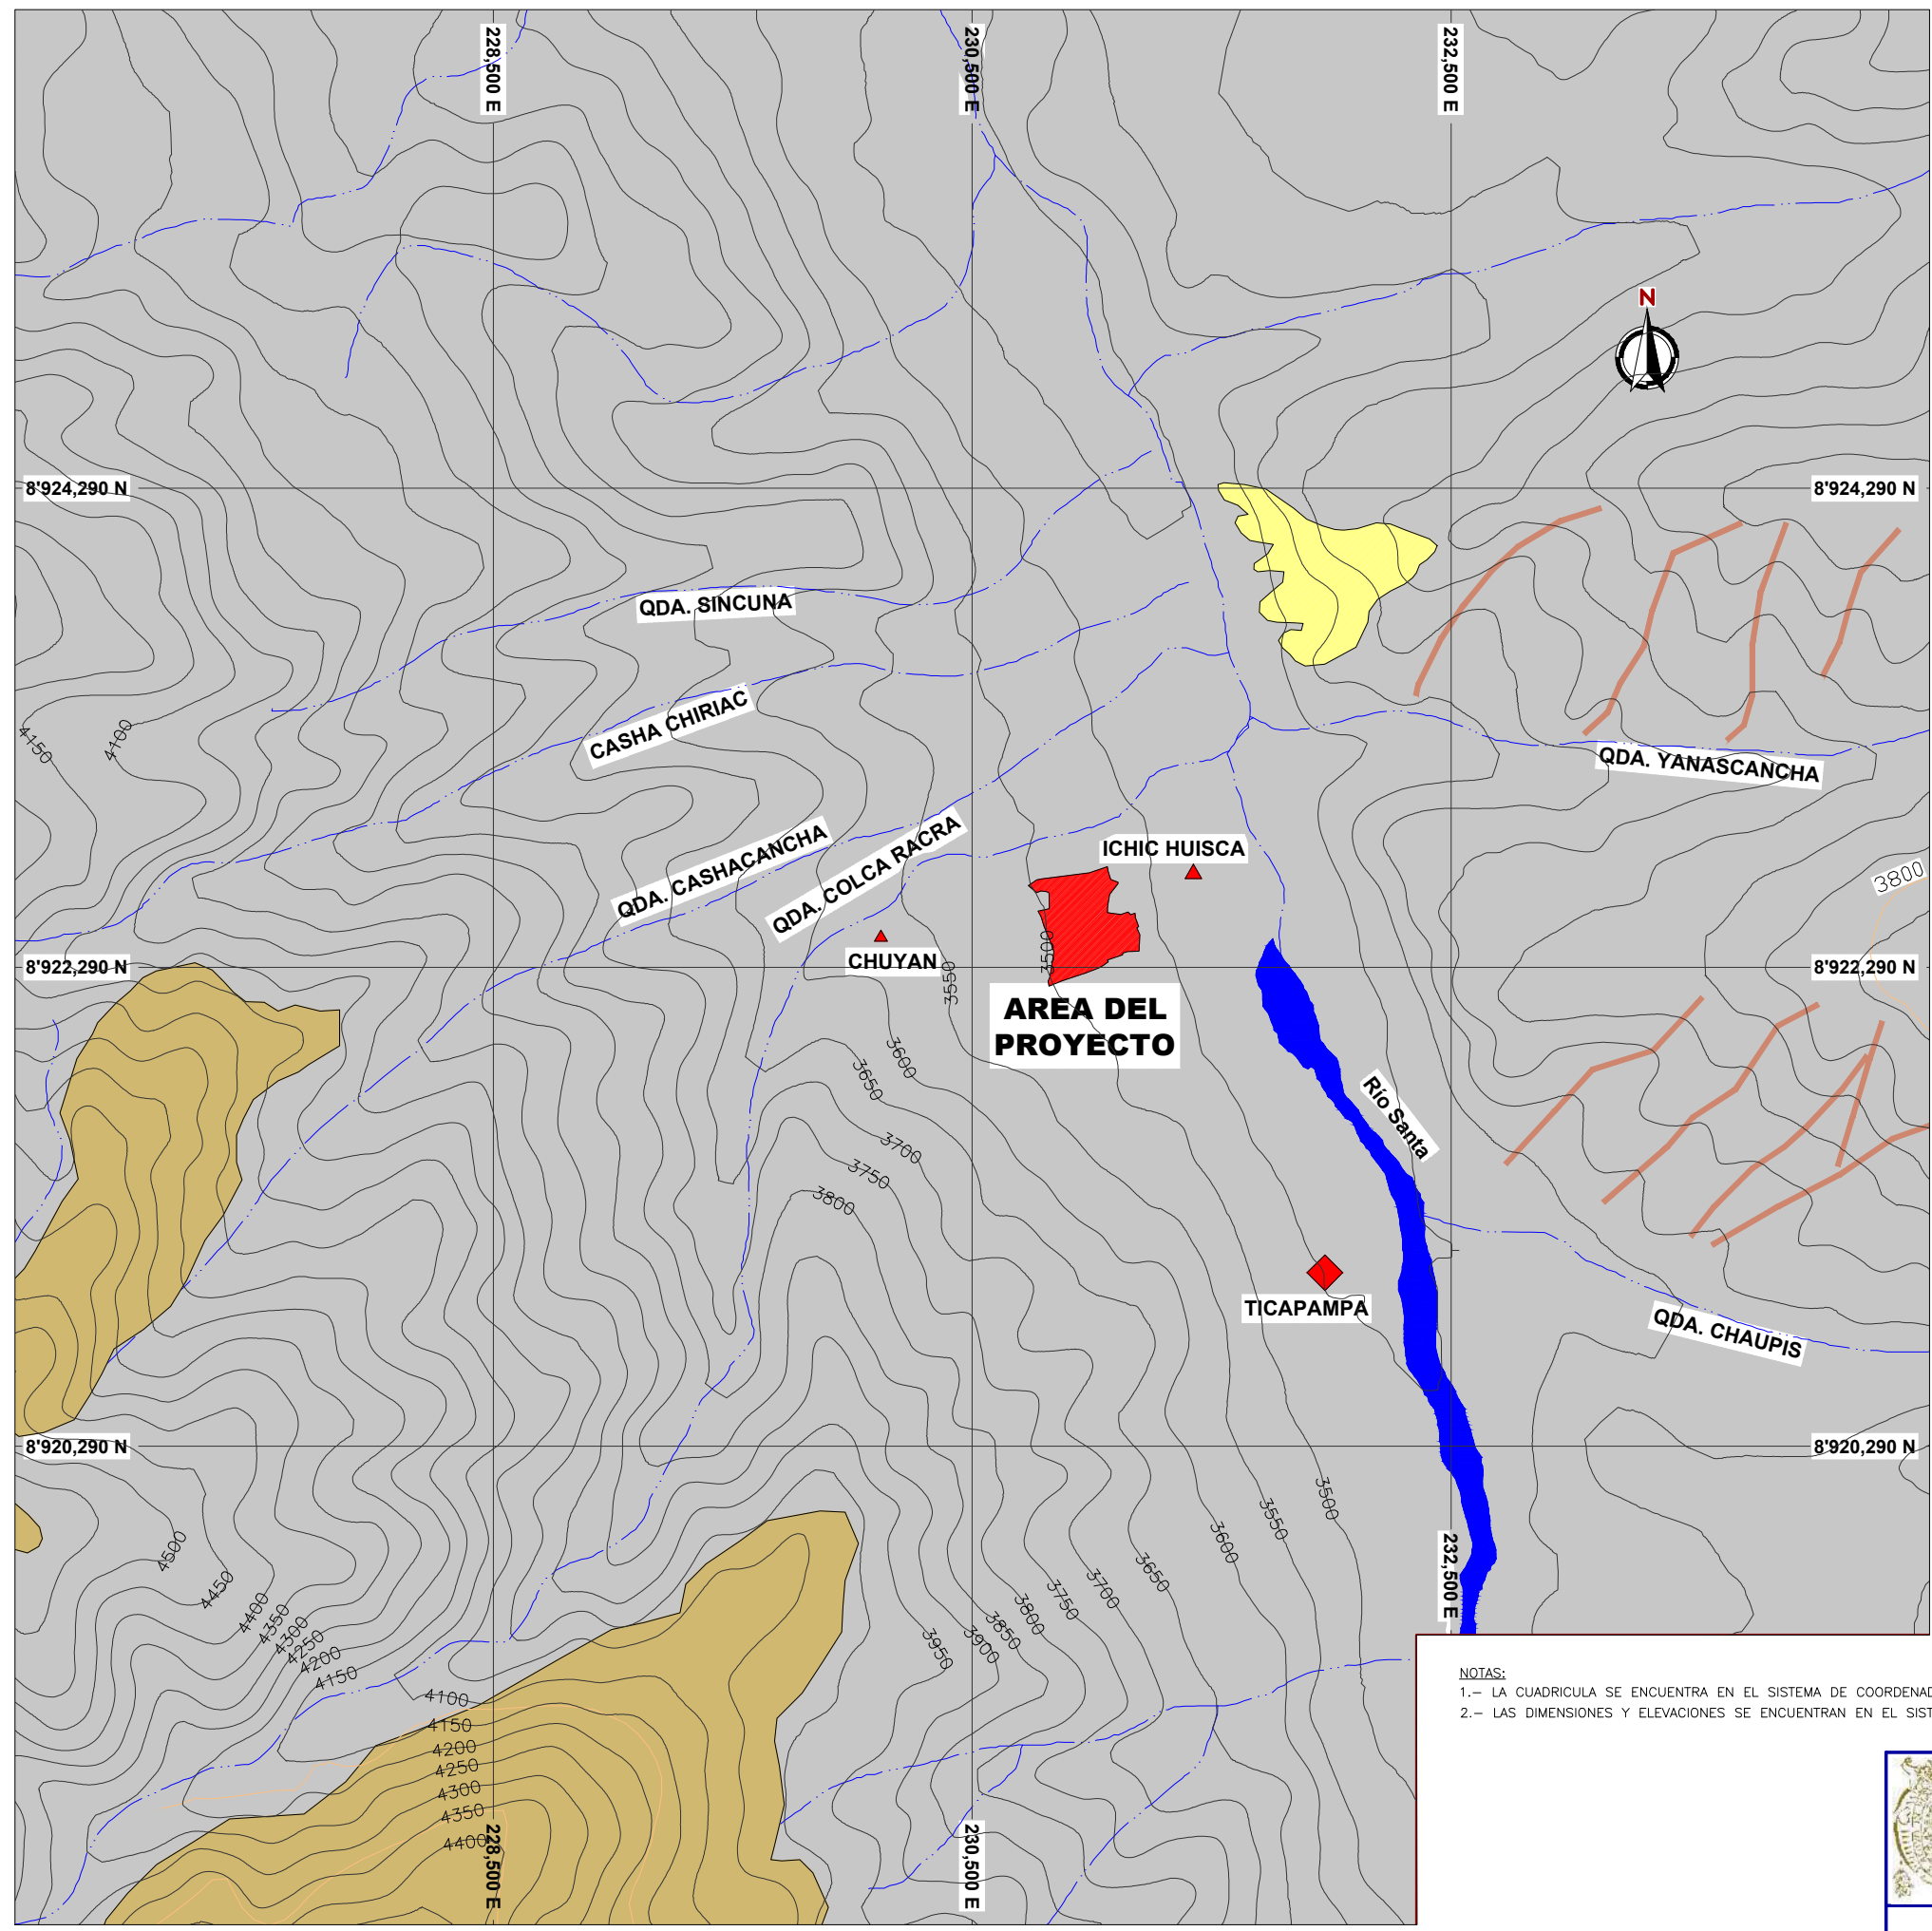 228,500 E
230,500 E
232,500 E
N
8'924,290 N
8'924,290 N
QDA. SINCUNA
CASHA CHIRIAC
4150
4100
QDA. YANASCANCHA
QDA. CASHACANCHA
QDA. COLCA RACRA
ICHIC HUISCA
3800
CHUYAN
3550
3500
8'922,290 N
8'922,290 N
AREA DEL
PROYECTO
3600
3650
Río Santa
3700
3750
3800
TICAPAMPA
QDA. CHAUPIS
8'920,290 N
8'920,290 N
4500
4450
4400
4350
4300
4250
4200
4150
3500
3550
3600
3650
3700
3750
3800
3850
3900
3950
232,500 E
4100
4150
4200
4250
4300
4350
4400
228,500 E
230,500 E
NOTAS:
1.- LA CUADRICULA SE ENCUENTRA EN EL SISTEMA DE COORDENAD
2.- LAS DIMENSIONES Y ELEVACIONES SE ENCUENTRAN EN EL SIST